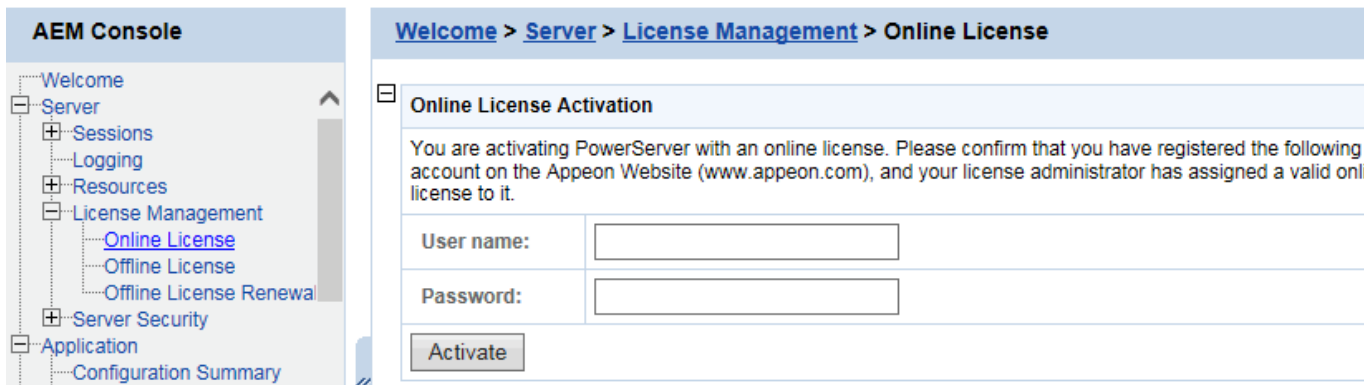 AEM Console
Welcome
Server
Sessions
Logging
Resources
License Management
Online License
Offline License
Offline License Renewal
Server Security
Application
Configuration Summary
Welcome > Server > License Management > Online License
Online License Activation
You are activating PowerServer with an online license. Please confirm that you have registered the following
account on the Appeon Website (www.appeon.com), and your license administrator has assigned a valid onli
license to it.
User name:
Password:
Activate